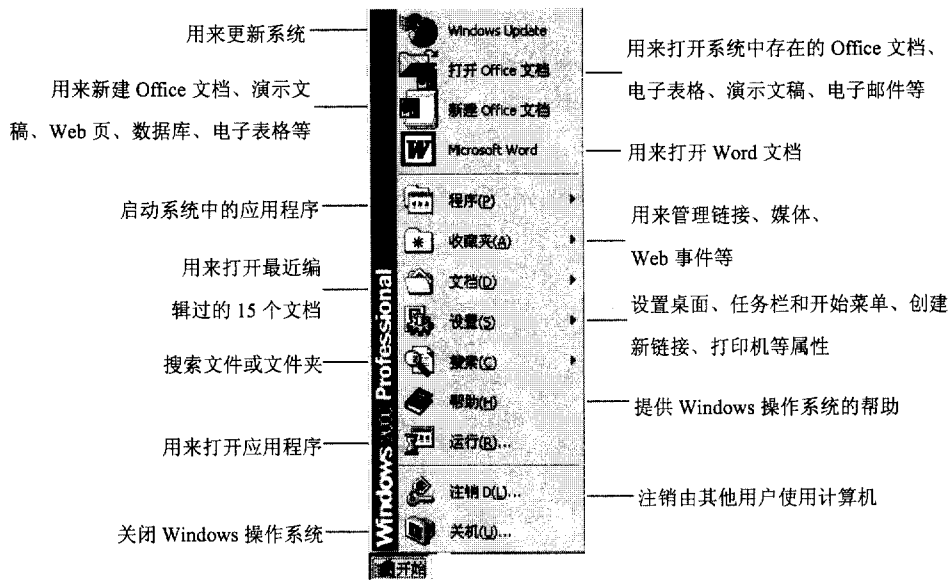 用来更新系统
用来新建 Office 文档、演示文
稿、Web 页、数据库、电子表格等
启动系统中的应用程序
用来打开最近编
辑过的 15 个文档
搜索文件或文件夹
用来打开应用程序
关闭 Windows 操作系统
Windows Update
打开 Office 文档
新建 Office 文档
Microsoft Word
程序(P)
收藏夹(A)
文档(D)
设置(S)
搜索(C)
帮助(H)
运行(R)...
注销 D(L)...
关机(U)...
开始
Windows Professional
用来打开系统中存在的 Office 文档、
电子表格、演示文稿、电子邮件等
用来打开 Word 文档
用来管理链接、媒体、
Web 事件等
设置桌面、任务栏和开始菜单、创建
新链接、打印机等属性
提供 Windows 操作系统的帮助
注销由其他用户使用计算机